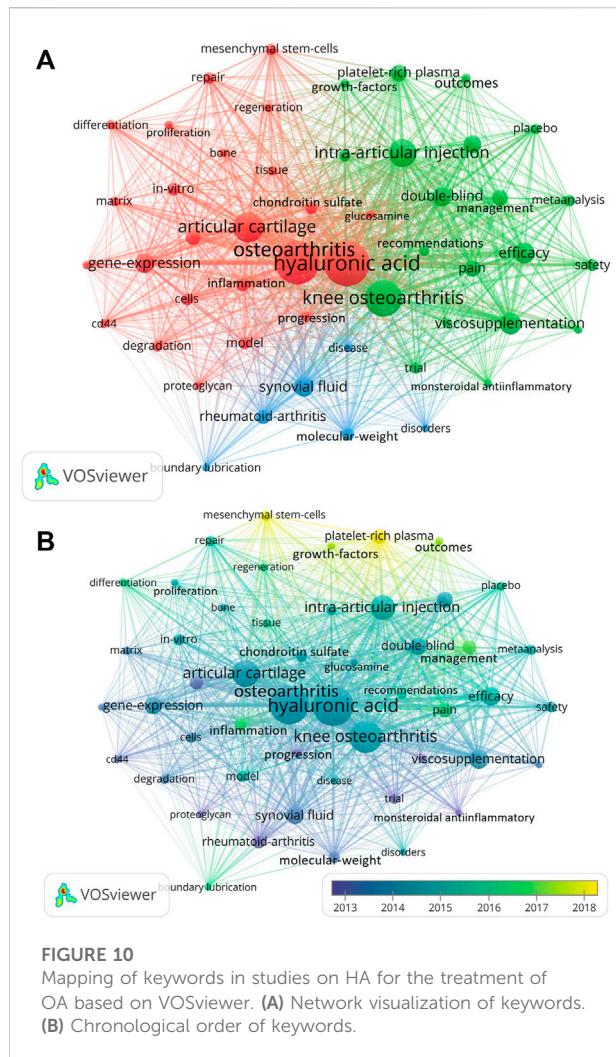 A
mesenchymal stem-cells
platelet-rich plasma
repair
growth-factors
outcomes
regeneration
differentiation
proliferation
placebo
bone
intra-articular injection
tissue
in-vitro
double-blind
metaanalysis
matrix
chondroitin sulfate
management
articular cartilage
glucosamine
osteoarthritis
recommendations
efficacy
gene-expression
hyaluronic acid
pain
safety
inflammation
cells
knee osteoarthritis
cd44
progression
viscosupplementation
degradation
model
disease
trial
proteoglycan
synovial fluid
monsteroidal antiinflammatory
rheumatoid-arthritis
disorders
molecular-weight
boundary lubrication
VOSviewer
B
mesenchymal stem-cells
platelet-rich plasma
repair
growth-factors
outcomes
regeneration
differentiation
proliferation
placebo
bone
intra-articular injection
tissue
in-vitro
double-blind
matrix
chondroitin sulfate
management
metaanalysis
articular cartilage
glucosamine
osteoarthritis
recommendations
efficacy
gene-expression
hyaluronic acid
pain
safety
inflammation
cells
knee osteoarthritis
cd44
progression
viscosupplementation
degradation
model
disease
trial
proteoglycan
synovial fluid
monsteroidal antiinflammatory
rheumatoid-arthritis
disorders
molecular-weight
boundary lubrication
VOSviewer
2013 2014 2015 2016 2017 2018
FIGURE 10
Mapping of keywords in studies on HA for the treatment of
OA based on VOSviewer. (A) Network visualization of keywords.
(B) Chronological order of keywords.